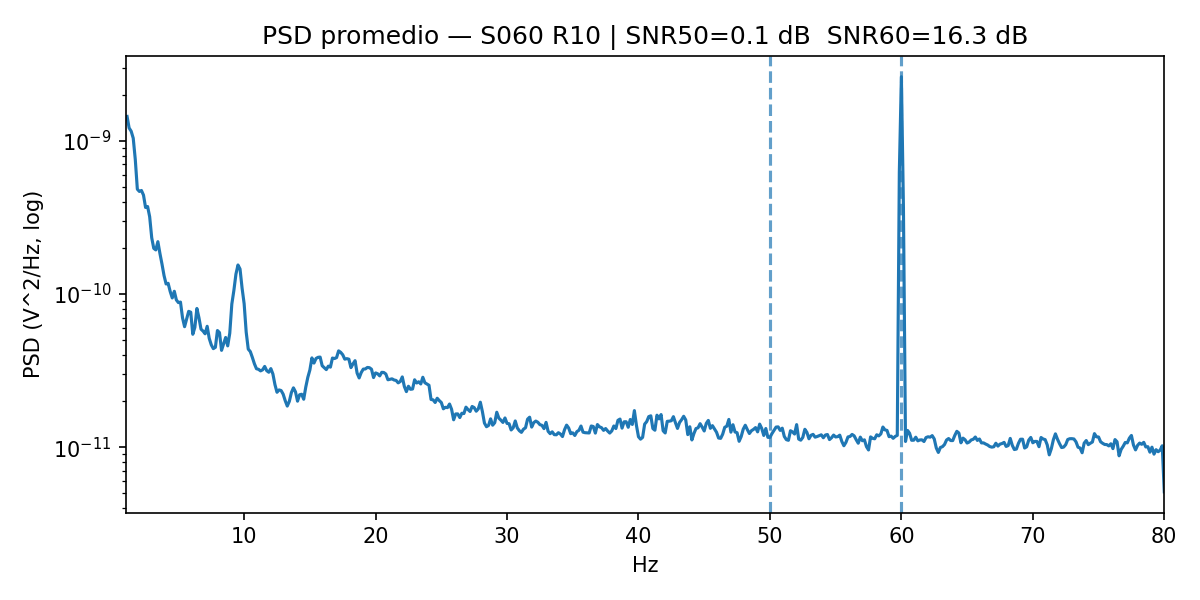 PSD promedio — S060 R10 | SNR50=0.1 dB  SNR60=16.3 dB
PSD (V^2/Hz, log)
10⁻⁹
10⁻¹⁰
10⁻¹¹
10 20 30 40 50 60 70 80
Hz